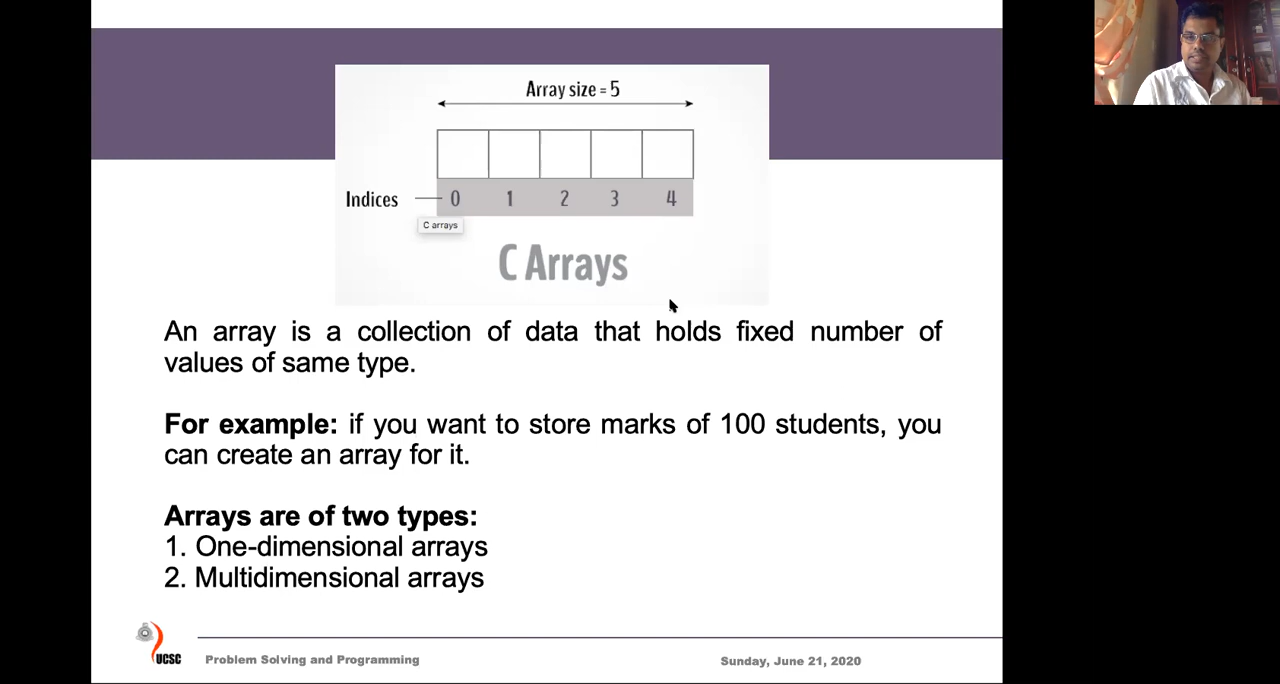 Array size = 5
Indices 0 1 2 3 4
C arrays
C Arrays
An array is a collection of data that holds fixed number of
values of same type.
For example: if you want to store marks of 100 students, you
can create an array for it.
Arrays are of two types:
1. One-dimensional arrays
2. Multidimensional arrays
UCSC
Problem Solving and Programming
Sunday, June 21, 2020